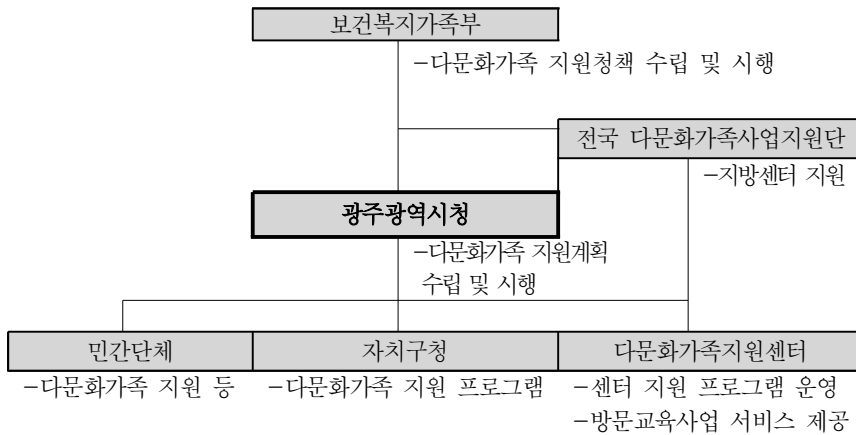 보건복지가족부
-다문화가족 지원청책 수립 및 시행
전국 다문화가족사업지원단
-지방센터 지원
광주광역시청
-다문화가족 지원계획
수립 및 시행
민간단체 자치구청 다문화가족지원센터
-다문화가족 지원 등 -다문화가족 지원 프로그램 -센터 지원 프로그램 운영
-방문교육사업 서비스 제공